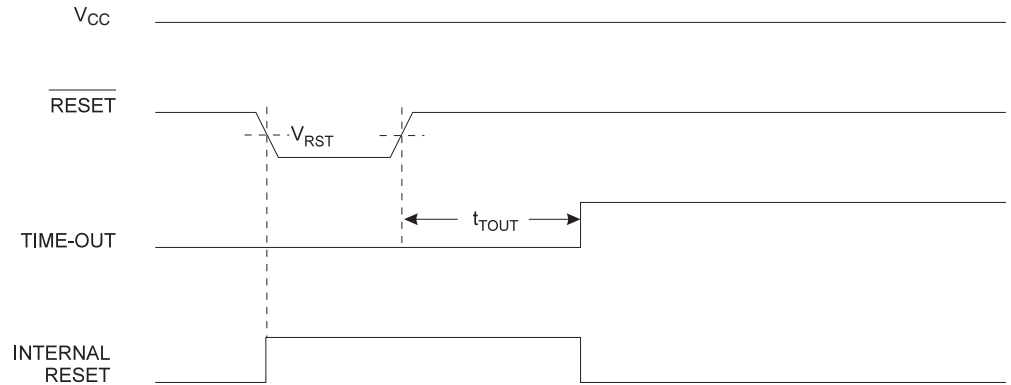 VCC
RESET
VRST
tTOUT
TIME-OUT
INTERNAL
RESET